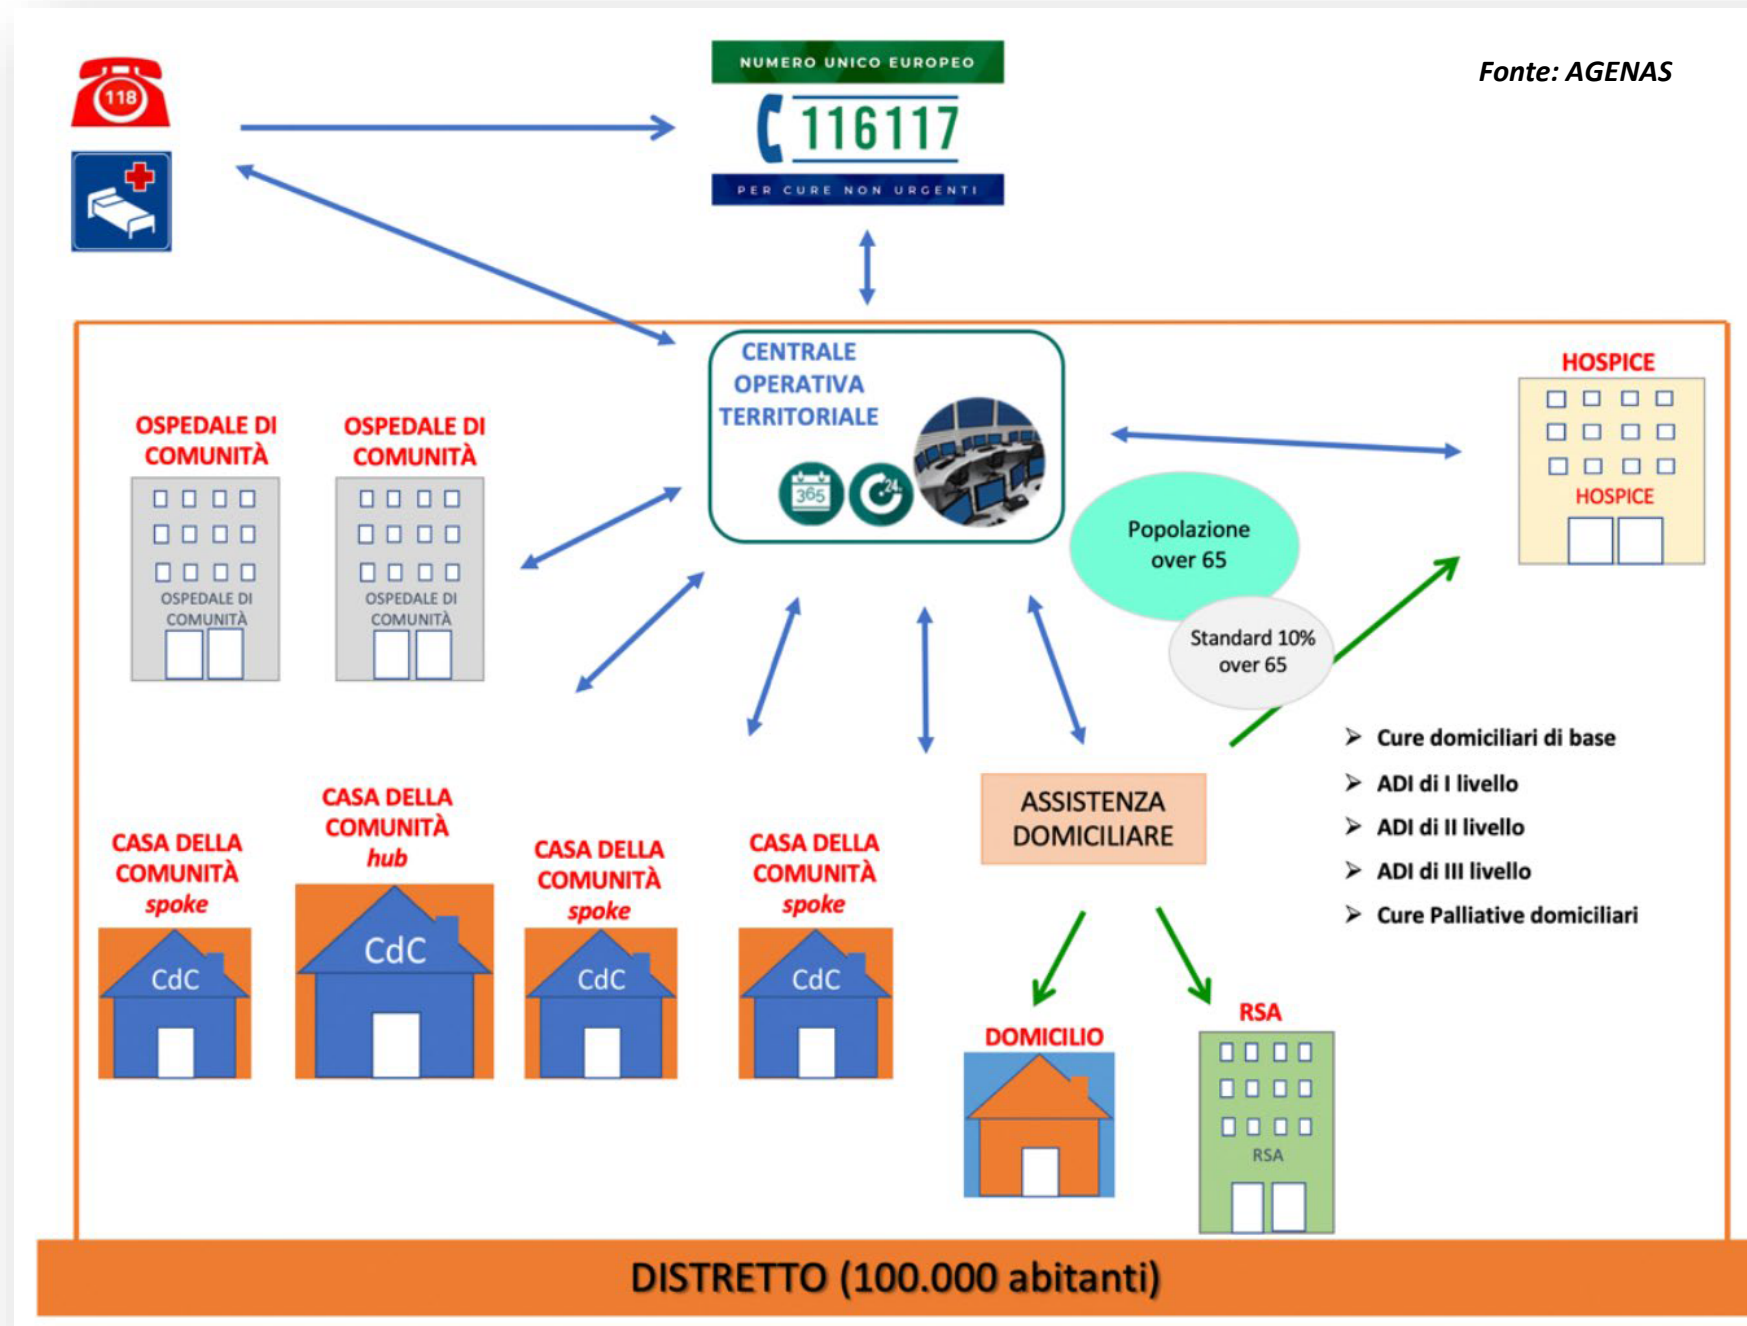 118
NUMERO UNICO EUROPEO
116117
PER CURE NON URGENTI
Fonte: AGENAS
CENTRALE
OPERATIVA
TERRITORIALE
365
24
HOSPICE
HOSPICE
OSPEDALE DI
COMUNITÀ
OSPEDALE DI
COMUNITÀ
OSPEDALE DI
COMUNITÀ
OSPEDALE DI
COMUNITÀ
Popolazione
over 65
Standard 10%
over 65
Cure domiciliari di base
ADI di I livello
ADI di II livello
ADI di III livello
Cure Palliative domiciliari
ASSISTENZA
DOMICILIARE
CASA DELLA
COMUNITÀ
spoke
CdC
CASA DELLA
COMUNITÀ
hub
CdC
CASA DELLA
COMUNITÀ
spoke
CdC
CASA DELLA
COMUNITÀ
spoke
CdC
DOMICILIO
RSA
RSA
DISTRETTO (100.000 abitanti)